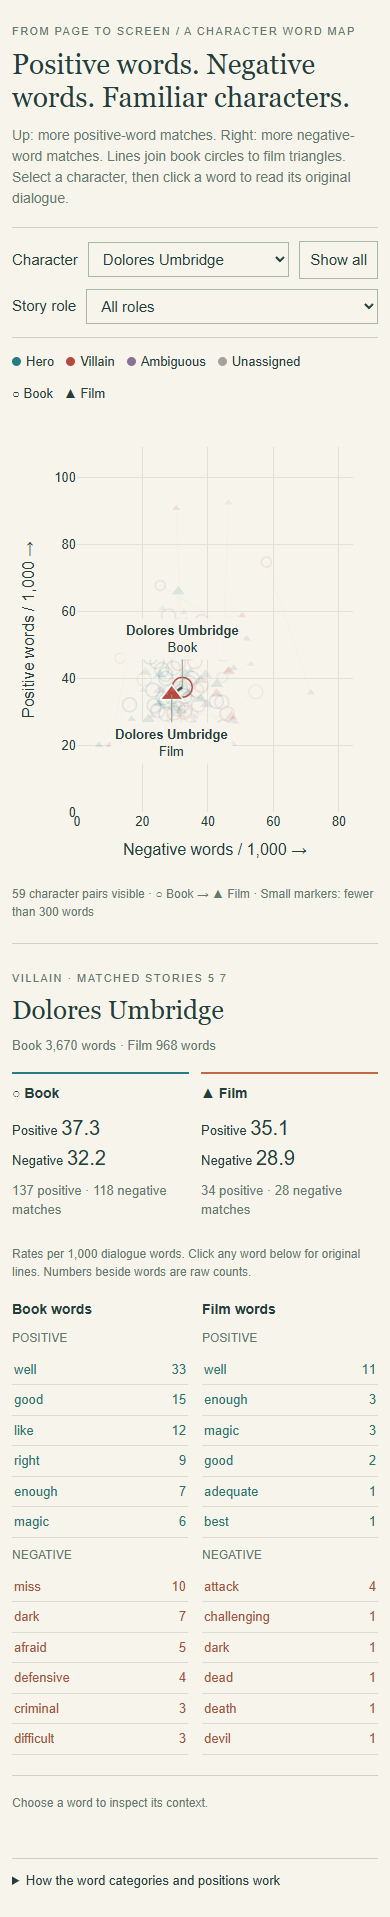 FROM PAGE TO SCREEN / A CHARACTER WORD MAP
Positive words. Negative
words. Familiar characters.
Up: more positive-word matches. Right: more negative-
word matches. Lines join book circles to film triangles.
Select a character, then click a word to read its original
dialogue.
Character
Dolores Umbridge
Show all
Story role
All roles
Hero Villain Ambiguous Unassigned
○ Book ▲ Film
Positive words / 1,000 →
100
80
60
40
20
0
Dolores Umbridge
Book
Dolores Umbridge
Film
0 20 40 60 80
Negative words / 1,000 →
59 character pairs visible · ○ Book → ▲ Film · Small markers: fewer
than 300 words
VILLAIN · MATCHED STORIES 5 7
Dolores Umbridge
Book 3,670 words · Film 968 words
○ Book
Positive 37.3
Negative 32.2
137 positive · 118 negative
matches
▲ Film
Positive 35.1
Negative 28.9
34 positive · 28 negative
matches
Rates per 1,000 dialogue words. Click any word below for original
lines. Numbers beside words are raw counts.
Book words
POSITIVE
well 33
good 15
like 12
right 9
enough 7
magic 6
NEGATIVE
miss 10
dark 7
afraid 5
defensive 4
criminal 3
difficult 3
Film words
POSITIVE
well 11
enough 3
magic 3
good 2
adequate 1
best 1
NEGATIVE
attack 4
challenging 1
dark 1
dead 1
death 1
devil 1
Choose a word to inspect its context.
▶ How the word categories and positions work